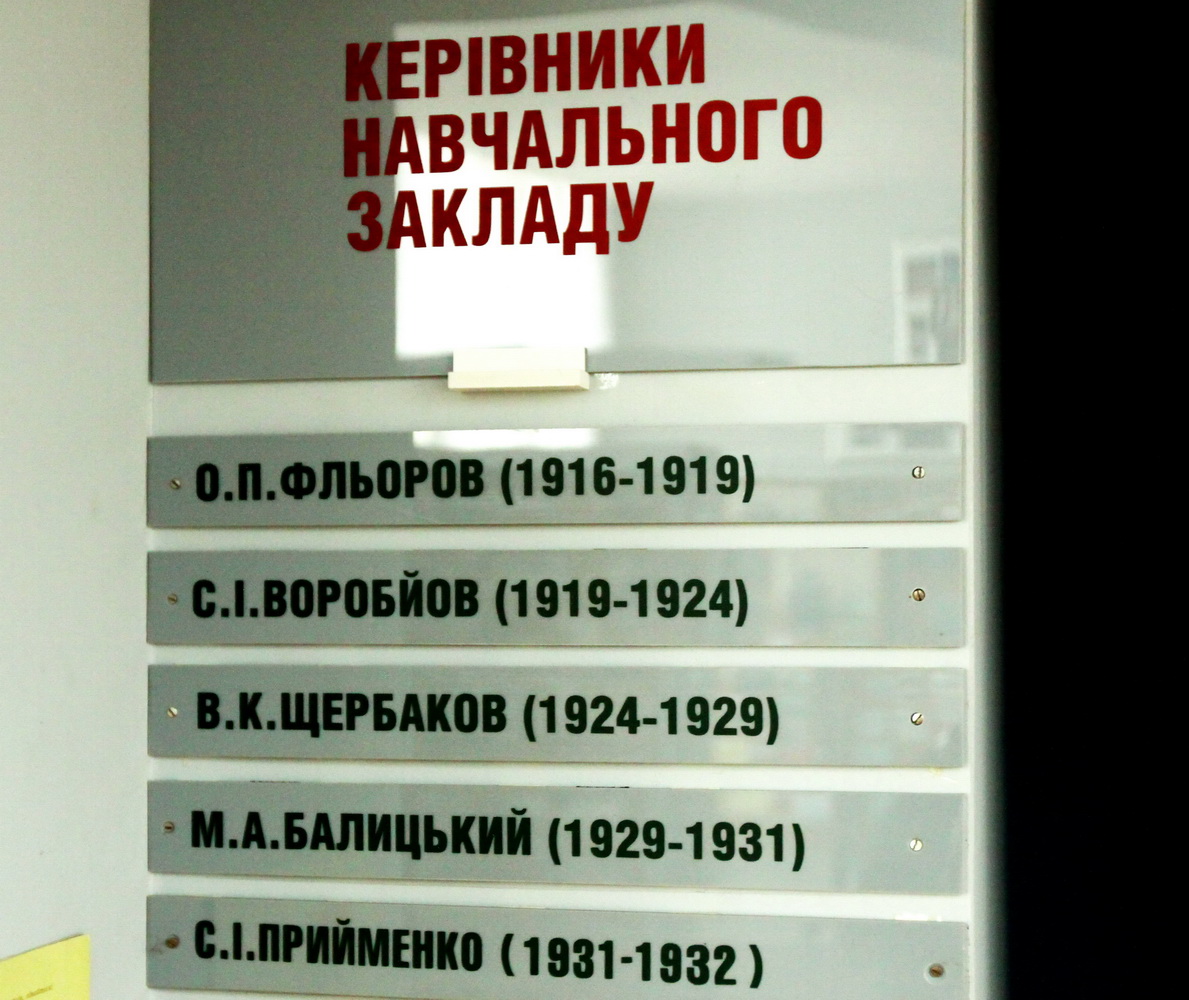 КЕРІВНИКИ
НАВЧАЛЬНОГО
ЗАКЛАДУ
О.П.ФЛЬОРОВ (1916-1919)
С.І.ВОРОБЙОВ (1919-1924)
В.К.ЩЕРБАКОВ (1924-1929)
М.А.БАЛИЦЬКИЙ (1929-1931)
С.І.ПРИЙМЕНКО ( 1931-1932 )